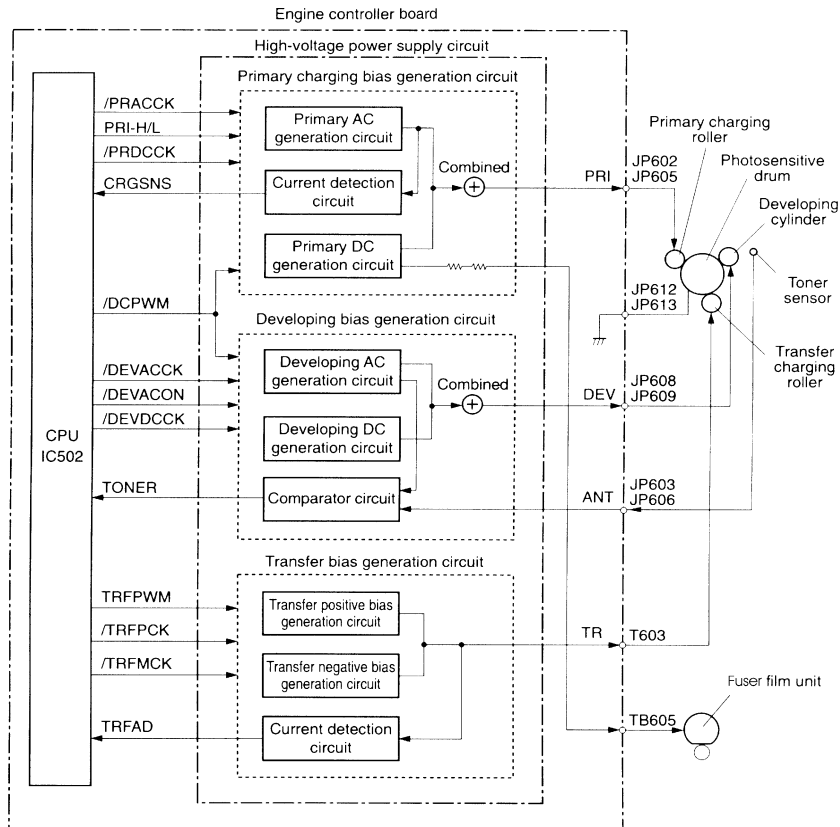 Engine controller board
High-voltage power supply circuit
Primary charging bias generation circuit
/PRACCK
PRI-H/L
/PRDCCK
CRGSNS
Primary AC
generation circuit
Current detection
circuit
Primary DC
generation circuit
Combined
PRI
JP602
JP605
Primary charging
roller
Photosensitive
drum
Developing
cylinder
Toner
sensor
JP612
JP613
Transfer
charging
roller
/DCPWM
Developing bias generation circuit
/DEVACCK
/DEVACON
/DEVDCCK
Developing AC
generation circuit
Developing DC
generation circuit
Combined
DEV
JP608
JP609
CPU
IC502
TONER
Comparator circuit
ANT
JP603
JP606
Transfer bias generation circuit
TRFPWM
/TRFPCK
/TRFMCK
TRFAD
Transfer positive bias
generation circuit
Transfer negative bias
generation circuit
Current detection
circuit
TR
T603
Fuser film unit
TB605